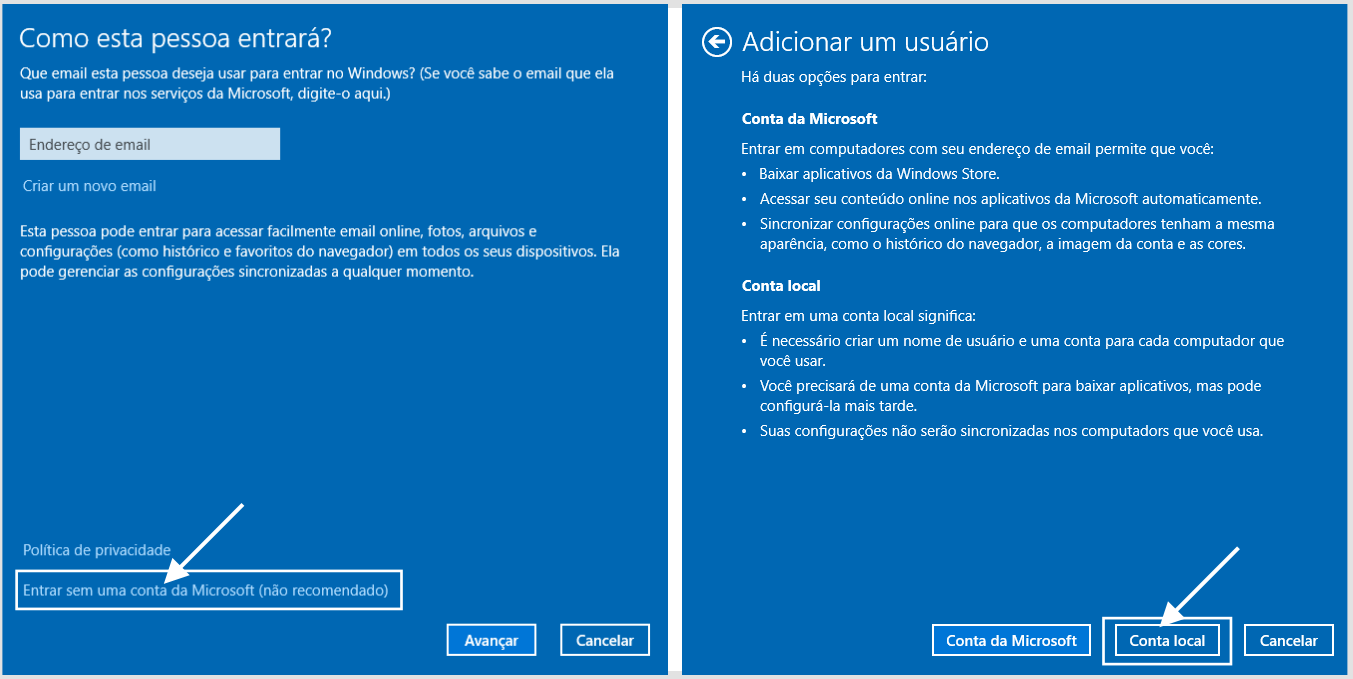 Como esta pessoa entrará?
Que email esta pessoa deseja usar para entrar no Windows? (Se você sabe o email que ela
usa para entrar nos serviços da Microsoft, digite-o aqui.)
Endereço de email
Criar um novo email
Esta pessoa pode entrar para acessar facilmente email online, fotos, arquivos e
configurações (como histórico e favoritos do navegador) em todos os seus dispositivos. Ela
pode gerenciar as configurações sincronizadas a qualquer momento.
Política de privacidade
Entrar sem uma conta da Microsoft (não recomendado)
Avançar
Cancelar
Adicionar um usuário
Há duas opções para entrar:
Conta da Microsoft
Entrar em computadores com seu endereço de email permite que você:
• Baixar aplicativos da Windows Store.
• Acessar seu conteúdo online nos aplicativos da Microsoft automaticamente.
• Sincronizar configurações online para que os computadores tenham a mesma
aparência, como o histórico do navegador, a imagem da conta e as cores.
Conta local
Entrar em uma conta local significa:
• É necessário criar um nome de usuário e uma conta para cada computador que
você usar.
• Você precisará de uma conta da Microsoft para baixar aplicativos, mas pode
configurá-la mais tarde.
• Suas configurações não serão sincronizadas nos computadors que você usa.
Conta da Microsoft
Conta local
Cancelar